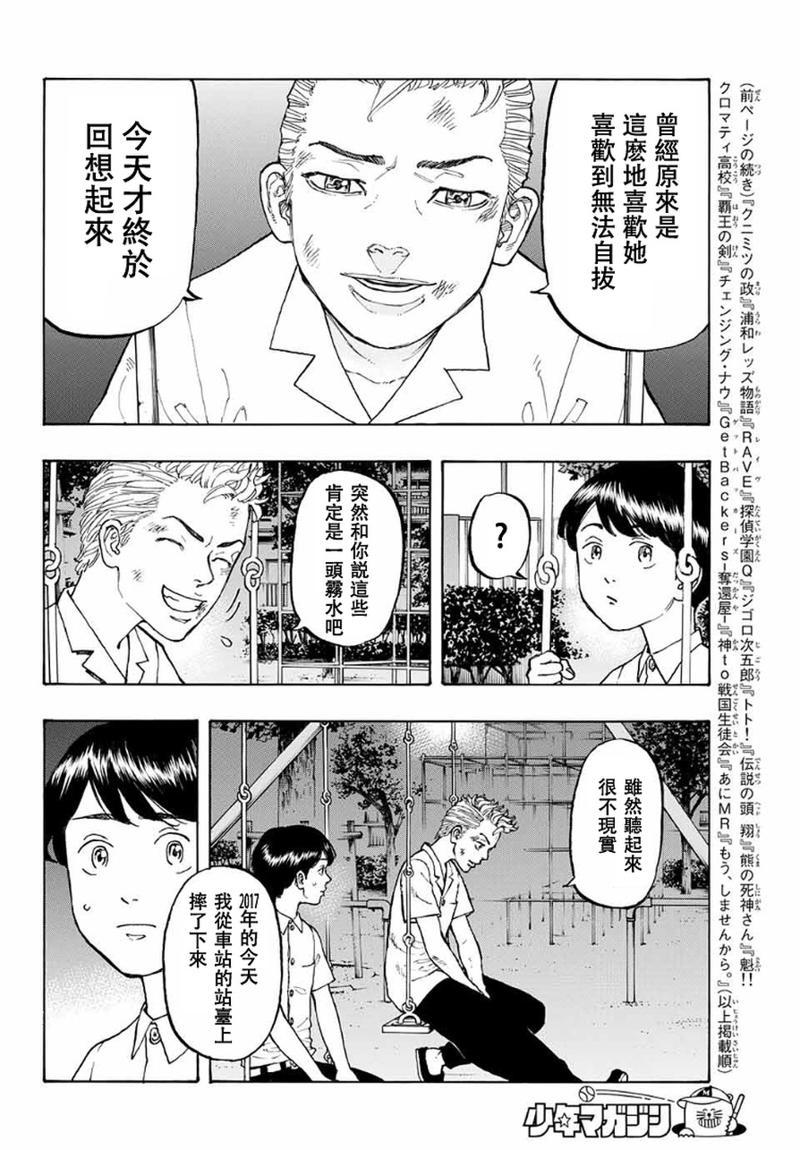 曾經原來是
這麼地喜歡她
喜歡到無法自拔
今天才終於
回想起來
?
突然和你說這些
肯定是一頭霧水吧
雖然聽起來
很不現實
2017年的今天
我從車站的站臺上
摔了下來
(前ページの続き)『クニミツの政』『浦和レッズ物語』『RAVE』『探偵学園Q』『ジゴロ次五郎』『トト!』『伝説の頭 翔』『熊の死神さん』『魁!!
クロマティ高校』『覇王の剣』『チェンジング・ナウ』『GetBackers-奪還屋-』『神to戦国生徒会』『あにMR』『もう、しませんから。』(以上掲載順)
少年マガジン